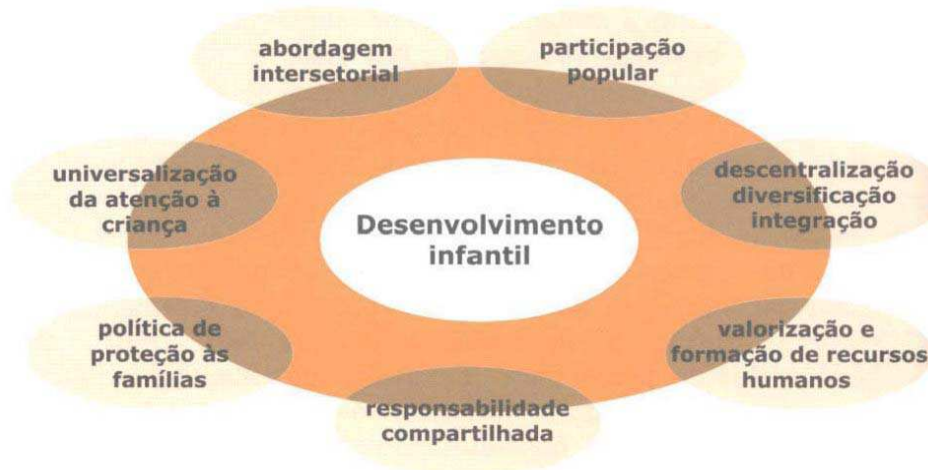 abordagem
intersetorial
participação
popular
universalização
da atenção à
criança
descentralização
diversificação
integração
Desenvolvimento
infantil
política de
proteção às
famílias
valorização e
formação de recursos
humanos
responsabilidade
compartilhada